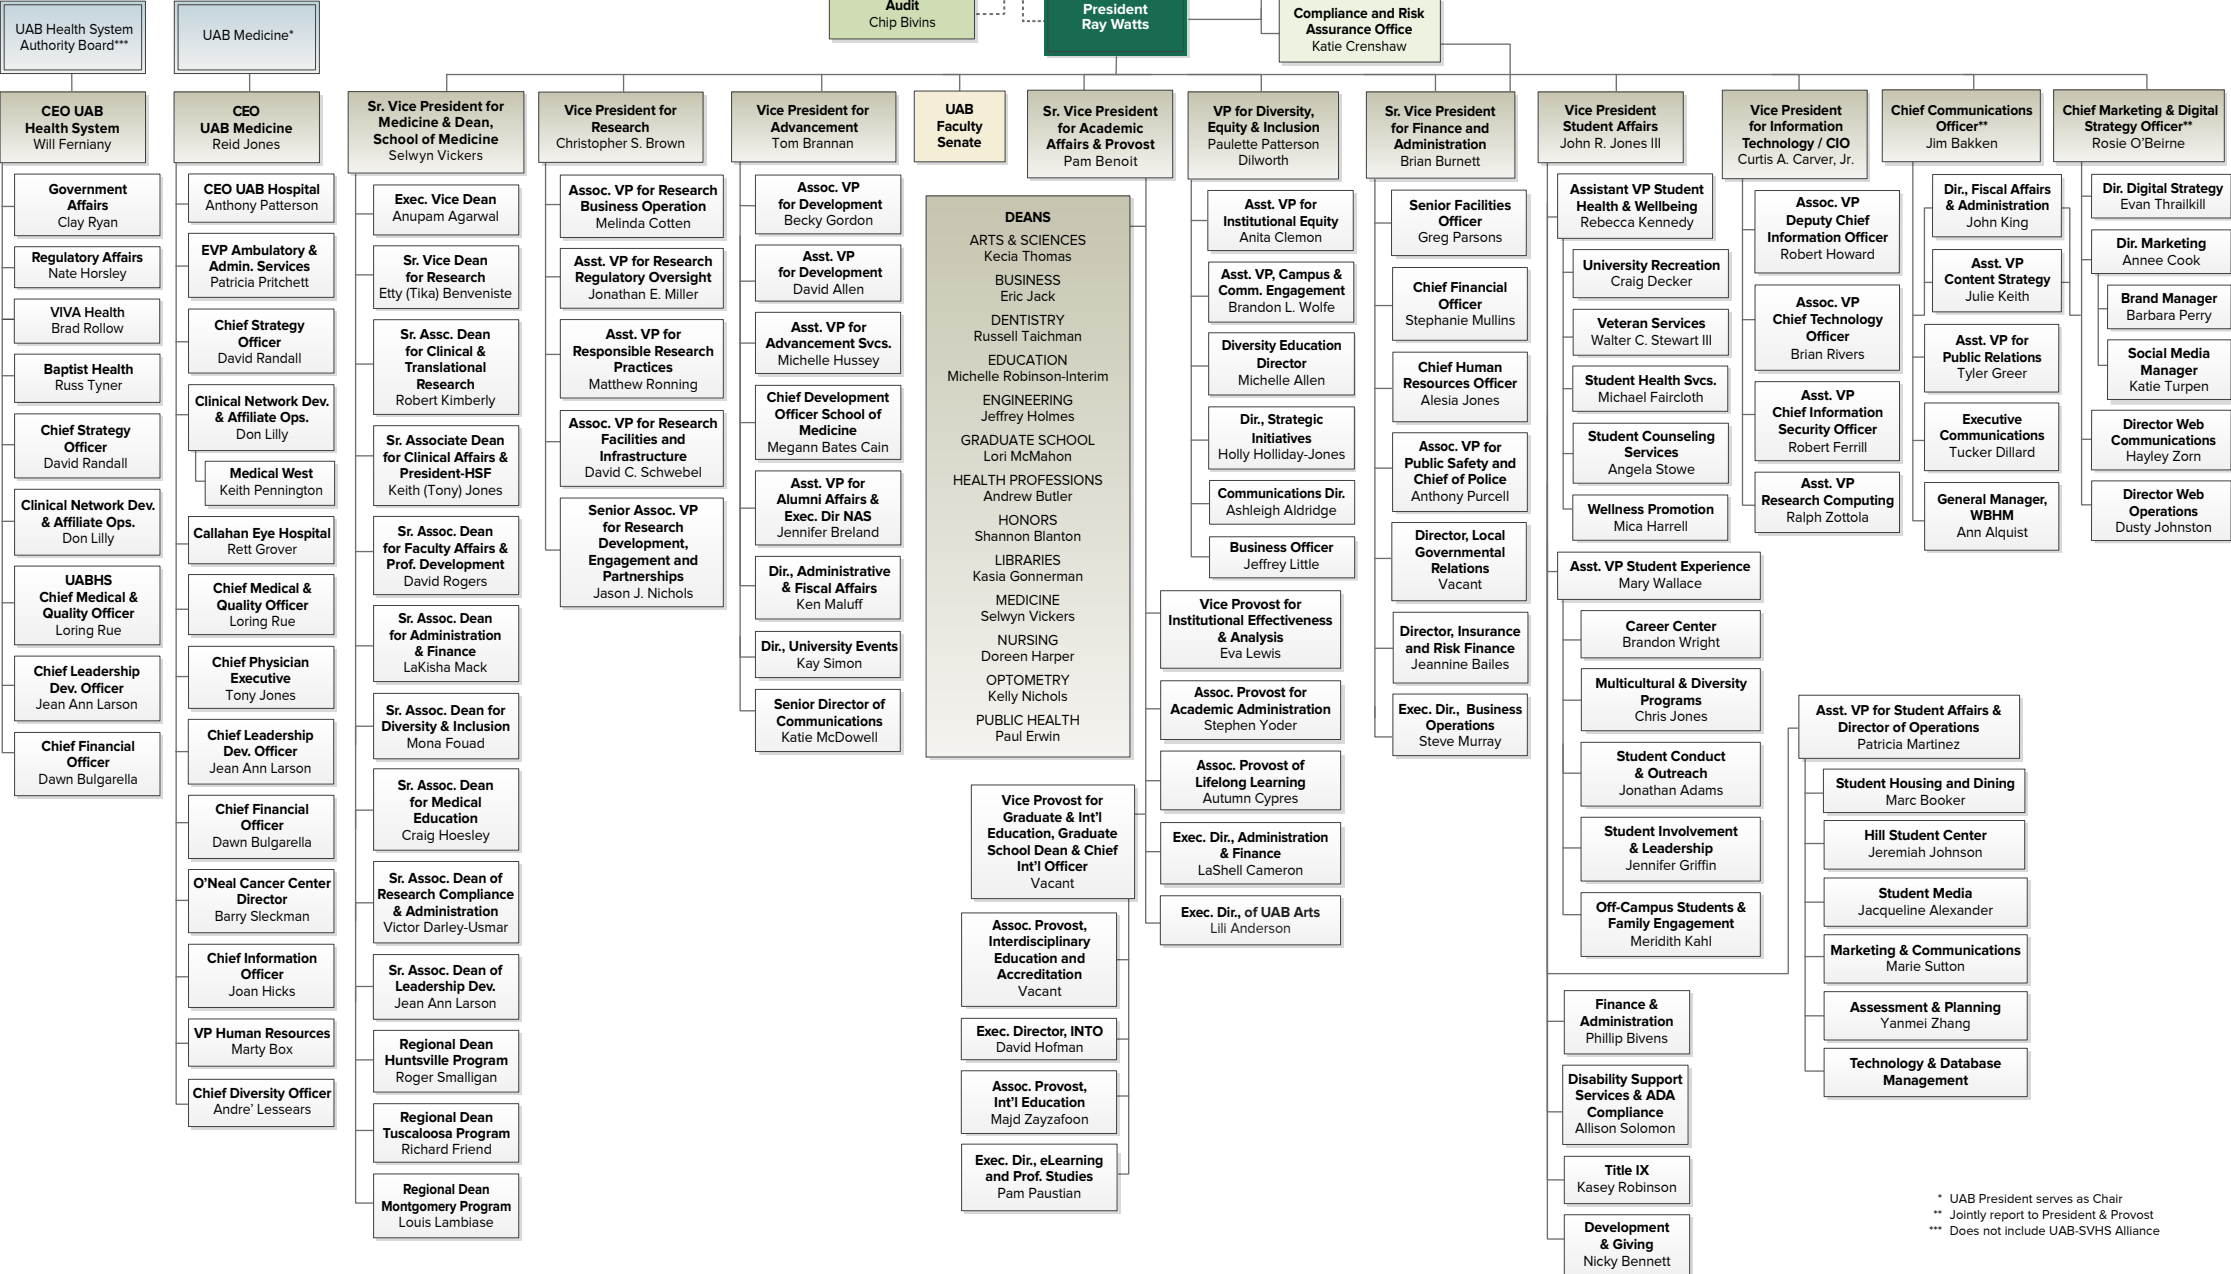 Audit
Chip Bivins
President
Ray Watts
Compliance and Risk
Assurance Office
Katie Crenshaw
UAB Health System
Authority Board***
UAB Medicine*
CEO UAB
Health System
Will Ferniany
Government
Affairs
Clay Ryan
Regulatory Affairs
Nate Horsley
VIVA Health
Brad Rollow
Baptist Health
Russ Tyner
Chief Strategy
Officer
David Randall
Clinical Network Dev.
& Affiliate Ops.
Don Lilly
UABHS
Chief Medical &
Quality Officer
Loring Rue
Chief Leadership
Dev. Officer
Jean Ann Larson
Chief Financial
Officer
Dawn Bulgarella
CEO
UAB Medicine
Reid Jones
CEO UAB Hospital
Anthony Patterson
EVP Ambulatory &
Admin. Services
Patricia Pritchett
Chief Strategy
Officer
David Randall
Clinical Network Dev.
& Affiliate Ops.
Don Lilly
Medical West
Keith Pennington
Callahan Eye Hospital
Rett Grover
Chief Medical &
Quality Officer
Loring Rue
Chief Physician
Executive
Tony Jones
Chief Leadership
Dev. Officer
Jean Ann Larson
Chief Financial
Officer
Dawn Bulgarella
O'Neal Cancer Center
Director
Barry Sleckman
Chief Information
Officer
Joan Hicks
VP Human Resources
Marty Box
Chief Diversity Officer
Andre' Lessears
Sr. Vice President for
Medicine & Dean,
School of Medicine
Selwyn Vickers
Exec. Vice Dean
Anupam Agarwal
Sr. Vice Dean
for Research
Etty (Tika) Benveniste
Sr. Assc. Dean
for Clinical &
Translational
Research
Robert Kimberly
Sr. Associate Dean
for Clinical Affairs &
President-HSF
Keith (Tony) Jones
Sr. Assoc. Dean
for Faculty Affairs &
Prof. Development
David Rogers
Sr. Assoc. Dean
for Administration
& Finance
LaKisha Mack
Sr. Assoc. Dean for
Diversity & Inclusion
Mona Fouad
Sr. Assoc. Dean
for Medical
Education
Craig Hoesley
Sr. Assoc. Dean of
Research Compliance
& Administration
Victor Darley-Usmar
Sr. Assoc. Dean of
Leadership Dev.
Jean Ann Larson
Regional Dean
Huntsville Program
Roger Smalligan
Regional Dean
Tuscaloosa Program
Richard Friend
Regional Dean
Montgomery Program
Louis Lambiase
Vice President for
Research
Christopher S. Brown
Assoc. VP for Research
Business Operation
Melinda Cotten
Asst. VP for Research
Regulatory Oversight
Jonathan E. Miller
Asst. VP for
Responsible Research
Practices
Matthew Ronning
Assoc. VP for Research
Facilities and
Infrastructure
David C. Schwebel
Senior Assoc. VP
for Research
Development,
Engagement and
Partnerships
Jason J. Nichols
Vice President for
Advancement
Tom Brannan
Assoc. VP
for Development
Becky Gordon
Asst. VP
for Development
David Allen
Asst. VP for
Advancement Svcs.
Michelle Hussey
Chief Development
Officer School of
Medicine
Megann Bates Cain
Asst. VP for
Alumni Affairs &
Exec. Dir NAS
Jennifer Breland
Dir., Administrative
& Fiscal Affairs
Ken Maluff
Dir., University Events
Kay Simon
Senior Director of
Communications
Katie McDowell
UAB
Faculty
Senate
Sr. Vice President
for Academic
Affairs & Provost
Pam Benoit
DEANS
ARTS & SCIENCES
Kecia Thomas
BUSINESS
Eric Jack
DENTISTRY
Russell Taichman
EDUCATION
Michelle Robinson-Interim
ENGINEERING
Jeffrey Holmes
GRADUATE SCHOOL
Lori McMahon
HEALTH PROFESSIONS
Andrew Butler
HONORS
Shannon Blanton
LIBRARIES
Kasia Gonnerman
MEDICINE
Selwyn Vickers
NURSING
Doreen Harper
OPTOMETRY
Kelly Nichols
PUBLIC HEALTH
Paul Erwin
Vice Provost for
Institutional Effectiveness
& Analysis
Eva Lewis
Assoc. Provost for
Academic Administration
Stephen Yoder
Assoc. Provost of
Lifelong Learning
Autumn Cypres
Exec. Dir., Administration
& Finance
LaShell Cameron
Exec. Dir., of UAB Arts
Lili Anderson
Vice Provost for
Graduate & Int'l
Education, Graduate
School Dean & Chief
Int'l Officer
Vacant
Assoc. Provost,
Interdisciplinary
Education and
Accreditation
Vacant
Exec. Director, INTO
David Hofman
Assoc. Provost,
Int'l Education
Majd Zayzafoon
Exec. Dir., eLearning
and Prof. Studies
Pam Paustian
VP for Diversity,
Equity & Inclusion
Paulette Patterson
Dilworth
Asst. VP for
Institutional Equity
Anita Clemon
Asst. VP, Campus &
Comm. Engagement
Brandon L. Wolfe
Diversity Education
Director
Michelle Allen
Dir., Strategic
Initiatives
Holly Holliday-Jones
Communications Dir.
Ashleigh Aldridge
Business Officer
Jeffrey Little
Sr. Vice President
for Finance and
Administration
Brian Burnett
Senior Facilities
Officer
Greg Parsons
Chief Financial
Officer
Stephanie Mullins
Chief Human
Resources Officer
Alesia Jones
Assoc. VP for
Public Safety and
Chief of Police
Anthony Purcell
Director, Local
Governmental
Relations
Vacant
Director, Insurance
and Risk Finance
Jeannine Bailes
Exec. Dir., Business
Operations
Steve Murray
Vice President
Student Affairs
John R. Jones III
Assistant VP Student
Health & Wellbeing
Rebecca Kennedy
University Recreation
Craig Decker
Veteran Services
Walter C. Stewart III
Student Health Svcs.
Michael Faircloth
Student Counseling
Services
Angela Stowe
Wellness Promotion
Mica Harrell
Asst. VP Student Experience
Mary Wallace
Career Center
Brandon Wright
Multicultural & Diversity
Programs
Chris Jones
Student Conduct
& Outreach
Jonathan Adams
Student Involvement
& Leadership
Jennifer Griffin
Off-Campus Students &
Family Engagement
Meridith Kahl
Asst. VP for Student Affairs &
Director of Operations
Patricia Martinez
Student Housing and Dining
Marc Booker
Hill Student Center
Jeremiah Johnson
Student Media
Jacqueline Alexander
Marketing & Communications
Marie Sutton
Assessment & Planning
Yanmei Zhang
Technology & Database
Management
Finance &
Administration
Phillip Bivens
Disability Support
Services & ADA
Compliance
Allison Solomon
Title IX
Kasey Robinson
Development
& Giving
Nicky Bennett
Vice President
for Information
Technology / CIO
Curtis A. Carver, Jr.
Assoc. VP
Deputy Chief
Information Officer
Robert Howard
Assoc. VP
Chief Technology
Officer
Brian Rivers
Asst. VP
Chief Information
Security Officer
Robert Ferrill
Asst. VP
Research Computing
Ralph Zottola
Chief Communications
Officer**
Jim Bakken
Dir., Fiscal Affairs
& Administration
John King
Asst. VP
Content Strategy
Julie Keith
Asst. VP for
Public Relations
Tyler Greer
Executive
Communications
Tucker Dillard
General Manager,
WBHM
Ann Alquist
Chief Marketing & Digital
Strategy Officer**
Rosie O'Beirne
Dir. Digital Strategy
Evan Thrailkill
Dir. Marketing
Annee Cook
Brand Manager
Barbara Perry
Social Media
Manager
Katie Turpen
Director Web
Communications
Hayley Zorn
Director Web
Operations
Dusty Johnston
* UAB President serves as Chair
** Jointly report to President & Provost
*** Does not include UAB-SVHS Alliance